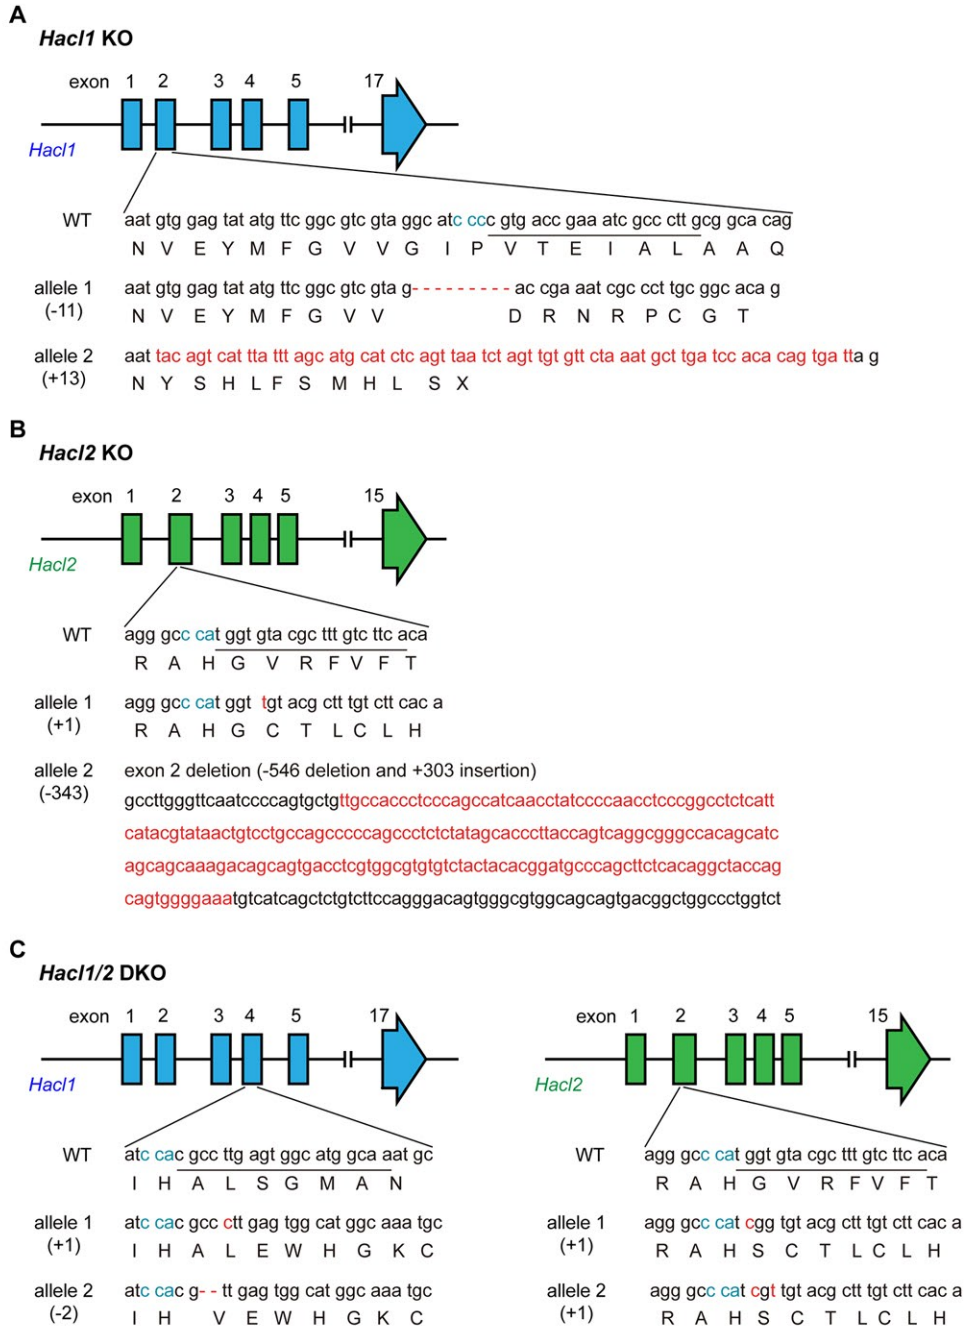 A
Hacl1 KO
exon 1 2 3 4 5 17
Hacl1
WT aat gtg gag tat atg ttc ggc gtc gta ggc atc ccc gtg acc gaa atc gcc ctt gcg gca cag
N V E Y M F G V V G I P V T E I A L A A Q
allele 1 aat gtg gag tat atg ttc ggc gtc gta g- - - - - - - - - ac cga aat cgc cct tgc ggc aca g
(-11) N V E Y M F G V V D R N R P C G T
allele 2 aat tac agt cat tta ttt agc atg cat ctc agt taa tct agt tgt gtt cta aat gct tga tcc aca cag tga tta g
(+13) N Y S H L F S M H L S X
B
Hacl2 KO
exon 1 2 3 4 5 15
Hacl2
WT agg gcc cat ggt gta cgc ttt gtc ttc aca
R A H G V R F V F T
allele 1 agg gcc cat ggt tgt acg ctt tgt ctt cac a
(+1) R A H G C T L C L H
allele 2 exon 2 deletion (-546 deletion and +303 insertion)
(-343) gccttgggttcaatccccagtgctgttgccaccctcccagccatcaacctatccccaacctcccggcctctcatt
catacgtataactgtcctgccagcccccagccctctctatagcacccttaccagtcaggcgggccacagcatc
agcagcaaagacagcagtgacctcgtggcgtgtgtctactacacggatgcccagcttctcacaggctaccag
cagtggggaaatgtcatcagctctgtcttccagggacagtgggcgtggcagcagtgacggctggccctggtct
C
Hacl1/2 DKO
exon 1 2 3 4 5 17
Hacl1
WT atc cac gcc ttg agt ggc atg gca aat gc
I H A L S G M A N
allele 1 atc cac gcc ctt gag tgg cat ggc aaa tgc
(+1) I H A L E W H G K C
allele 2 atc cac g- - tt gag tgg cat ggc aaa tgc
(-2) I H V E W H G K C
exon 1 2 3 4 5 15
Hacl2
WT agg gcc cat ggt gta cgc ttt gtc ttc aca
R A H G V R F V F T
allele 1 agg gcc cat cgg tgt acg ctt tgt ctt cac a
(+1) R A H S C T L C L H
allele 2 agg gcc cat cgt tgt acg ctt tgt ctt cac a
(+1) R A H S C T L C L H